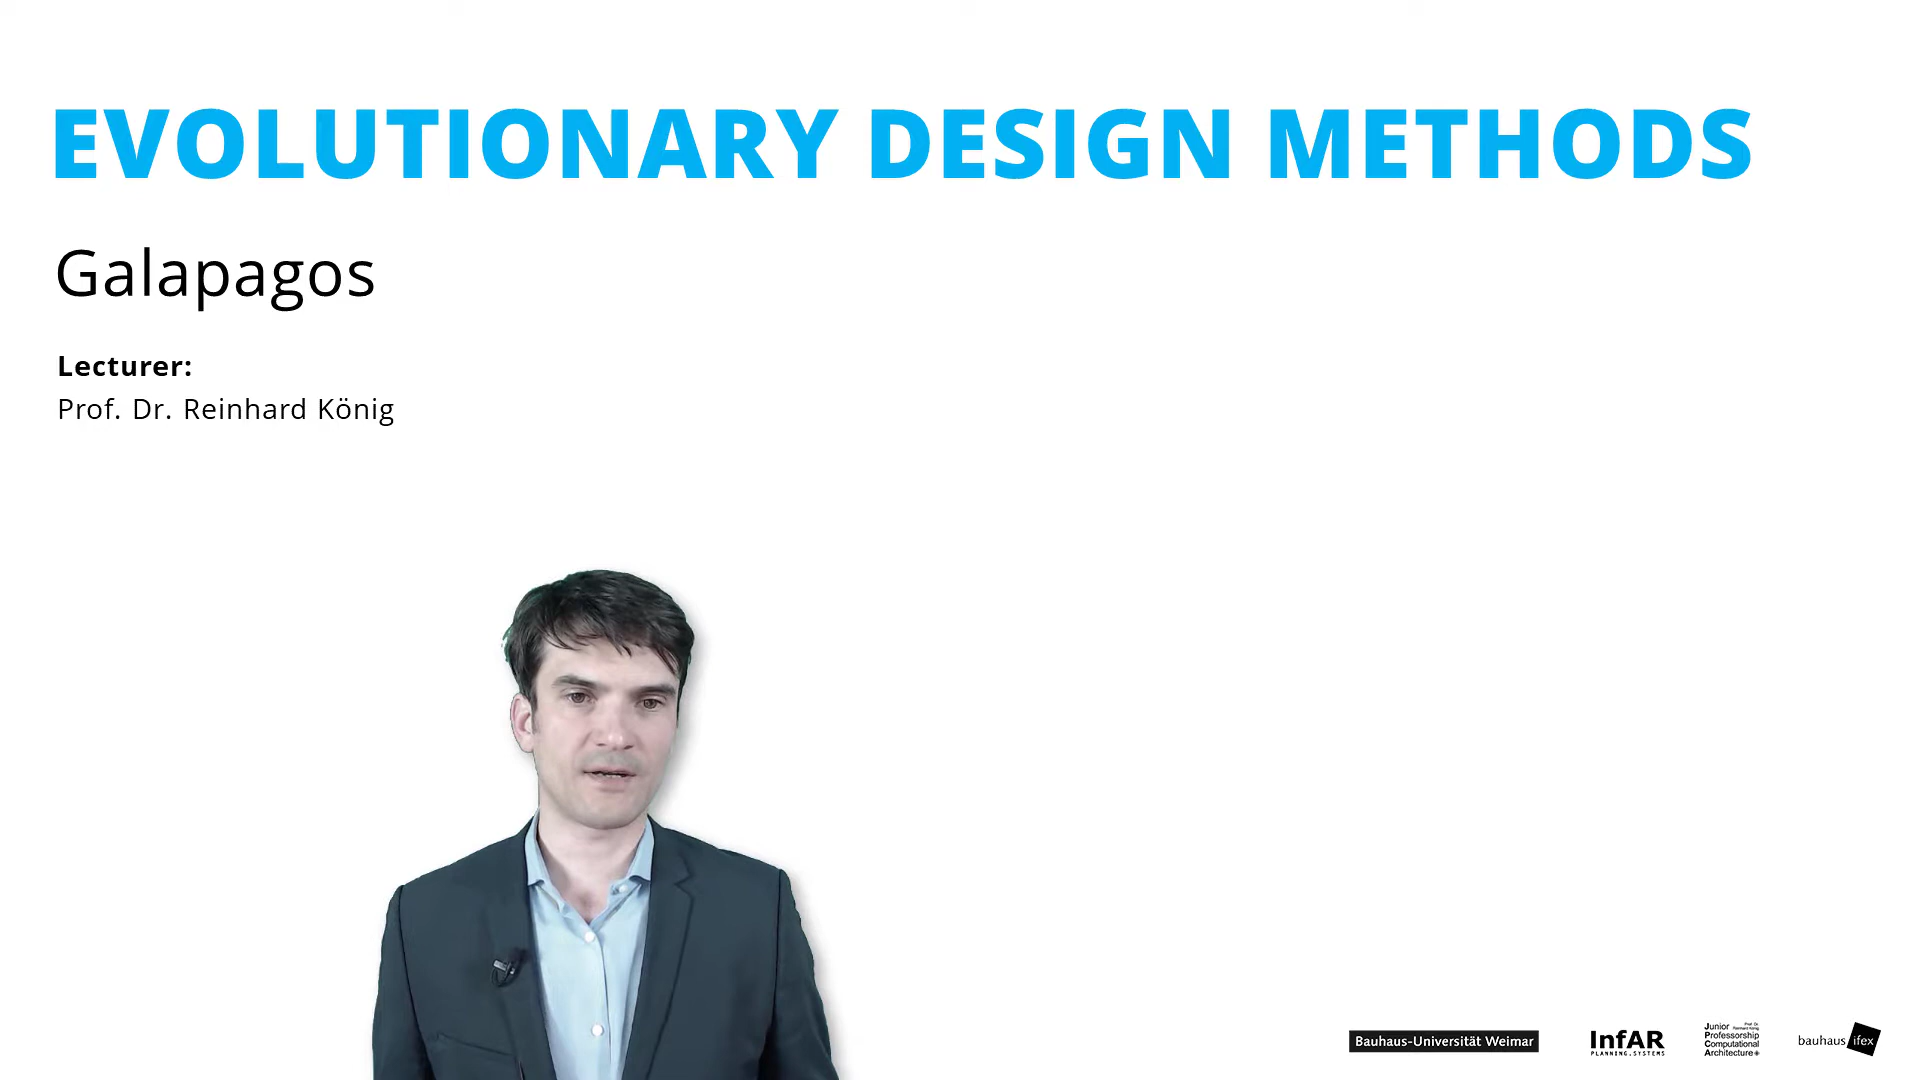 EVOLUTIONARY DESIGN METHODS
Galapagos
Lecturer:
Prof. Dr. Reinhard König
Bauhaus-Universität Weimar
InfAR
PLANNING.SYSTEMS
Junior
Professorship
Computational
Architecture
bauhaus ifex